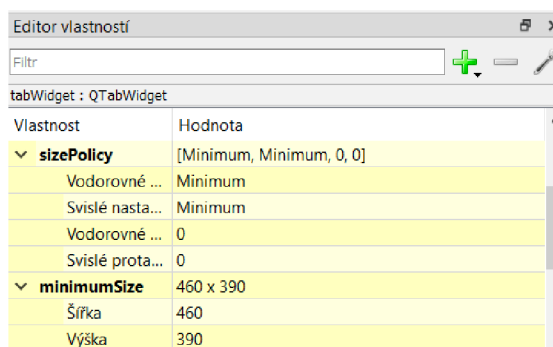 Editor vlastností
Filtr
tabWidget : QTabWidget
Vlastnost Hodnota
sizePolicy [Minimum, Minimum, 0, 0]
Vodorovné ... Minimum
Svislé nasta... Minimum
Vodorovné ... 0
Svislé prota... 0
minimumSize 460 x 390
Šířka 460
Výška 390